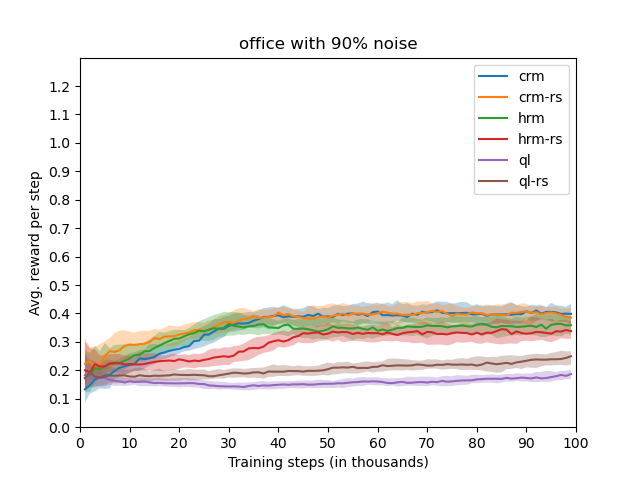 office with 90% noise
Avg. reward per step
1.2
1.1
1.0
0.9
0.8
0.7
0.6
0.5
0.4
0.3
0.2
0.1
0.0
crm
crm-rs
hrm
hrm-rs
ql
ql-rs
0 10 20 30 40 50 60 70 80 90 100
Training steps (in thousands)